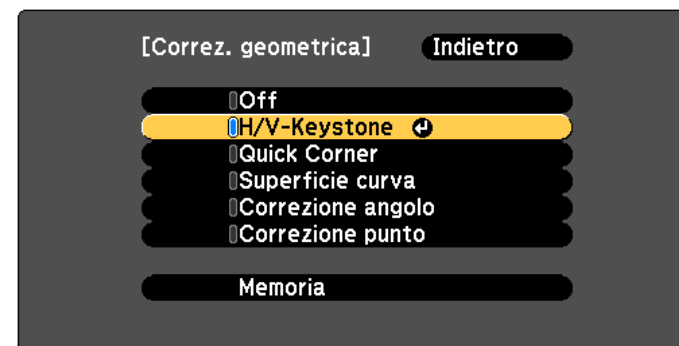 [Correz. geometrica] Indietro
Off
H/V-Keystone
Quick Corner
Superficie curva
Correzione angolo
Correzione punto
Memoria